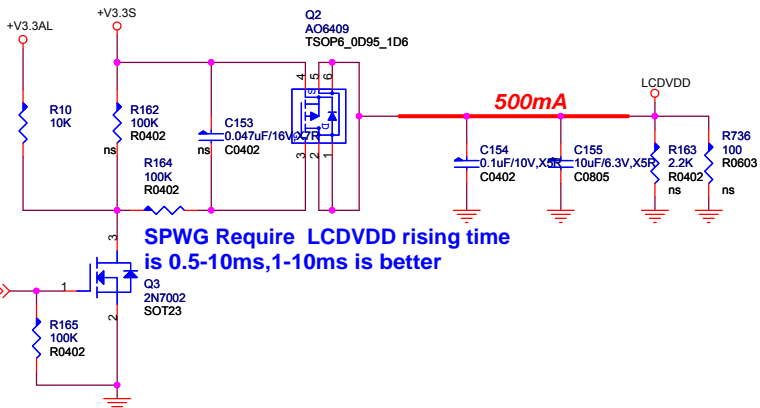 +V3.3AL
+V3.3S
Q2
AO6409
TSOP6_0D95_1D6
4
5
6
S
D
3
2
1
R10
10K
R162
100K
R0402
ns
C153
0.047uF/16V,X7R
C0402
ns
R164
100K
R0402
500mA
LCDVDD
C154
0.1uF/10V,X5R
C0402
C155
10uF/6.3V,X5R
C0805
R163
2.2K
R0402
ns
R736
100
R0603
ns
SPWG Require LCDVDD rising time
is 0.5-10ms,1-10ms is better
3
1
2
Q3
2N7002
SOT23
R165
100K
R0402